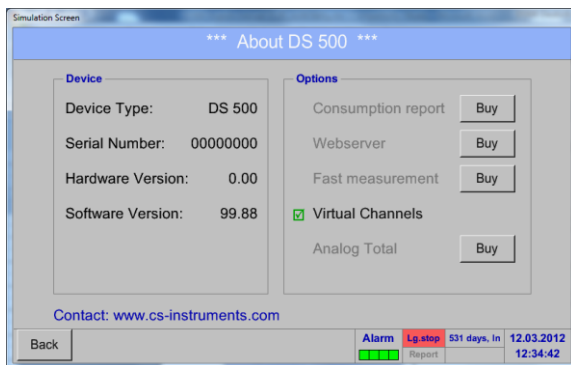 Simulation Screen
*** About DS 500 ***
Device
Device Type: DS 500
Serial Number: 00000000
Hardware Version: 0.00
Software Version: 99.88
Options
Consumption report Buy
Webserver Buy
Fast measurement Buy
Virtual Channels
Analog Total Buy
Contact: www.cs-instruments.com
Back
Alarm Lg.stop 531 days, ln 12.03.2012
Report 12:34:42